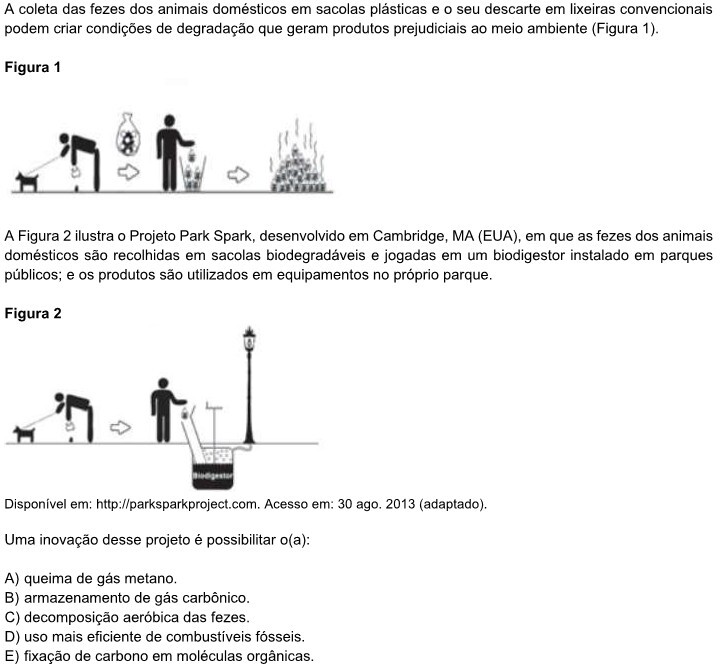 A coleta das fezes dos animais domésticos em sacolas plásticas e o seu descarte em lixeiras convencionais
podem criar condições de degradação que geram produtos prejudiciais ao meio ambiente (Figura 1).
Figura 1
A Figura 2 ilustra o Projeto Park Spark, desenvolvido em Cambridge, MA (EUA), em que as fezes dos animais
domésticos são recolhidas em sacolas biodegradáveis e jogadas em um biodigestor instalado em parques
públicos; e os produtos são utilizados em equipamentos no próprio parque.
Figura 2
Biodigestor
Disponível em: http://parksparkproject.com. Acesso em: 30 ago. 2013 (adaptado).
Uma inovação desse projeto é possibilitar o(a):
A) queima de gás metano.
B) armazenamento de gás carbônico.
C) decomposição aeróbica das fezes.
D) uso mais eficiente de combustíveis fósseis.
E) fixação de carbono em moléculas orgânicas.